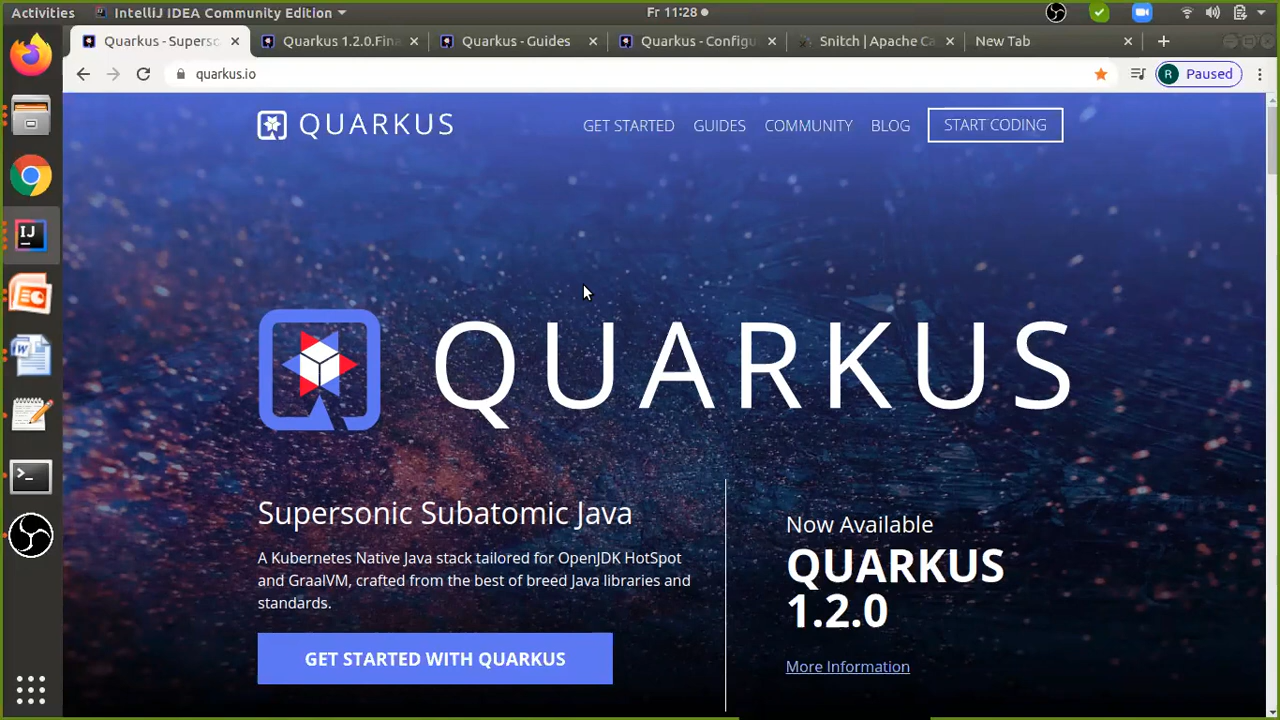 Activities
IntelliJ IDEA Community Edition
Fr 11:28
Quarkus - Superso
Quarkus 1.2.0.Fina
Quarkus - Guides
Quarkus - Configu
Snitch | Apache Ca
New Tab
quarkus.io
R
Paused
QUARKUS
GET STARTED
GUIDES
COMMUNITY
BLOG
START CODING
IJ
QUARKUS
Supersonic Subatomic Java
A Kubernetes Native Java stack tailored for OpenJDK HotSpot
and GraalVM, crafted from the best of breed Java libraries and
standards.
GET STARTED WITH QUARKUS
Now Available
QUARKUS
1.2.0
More Information